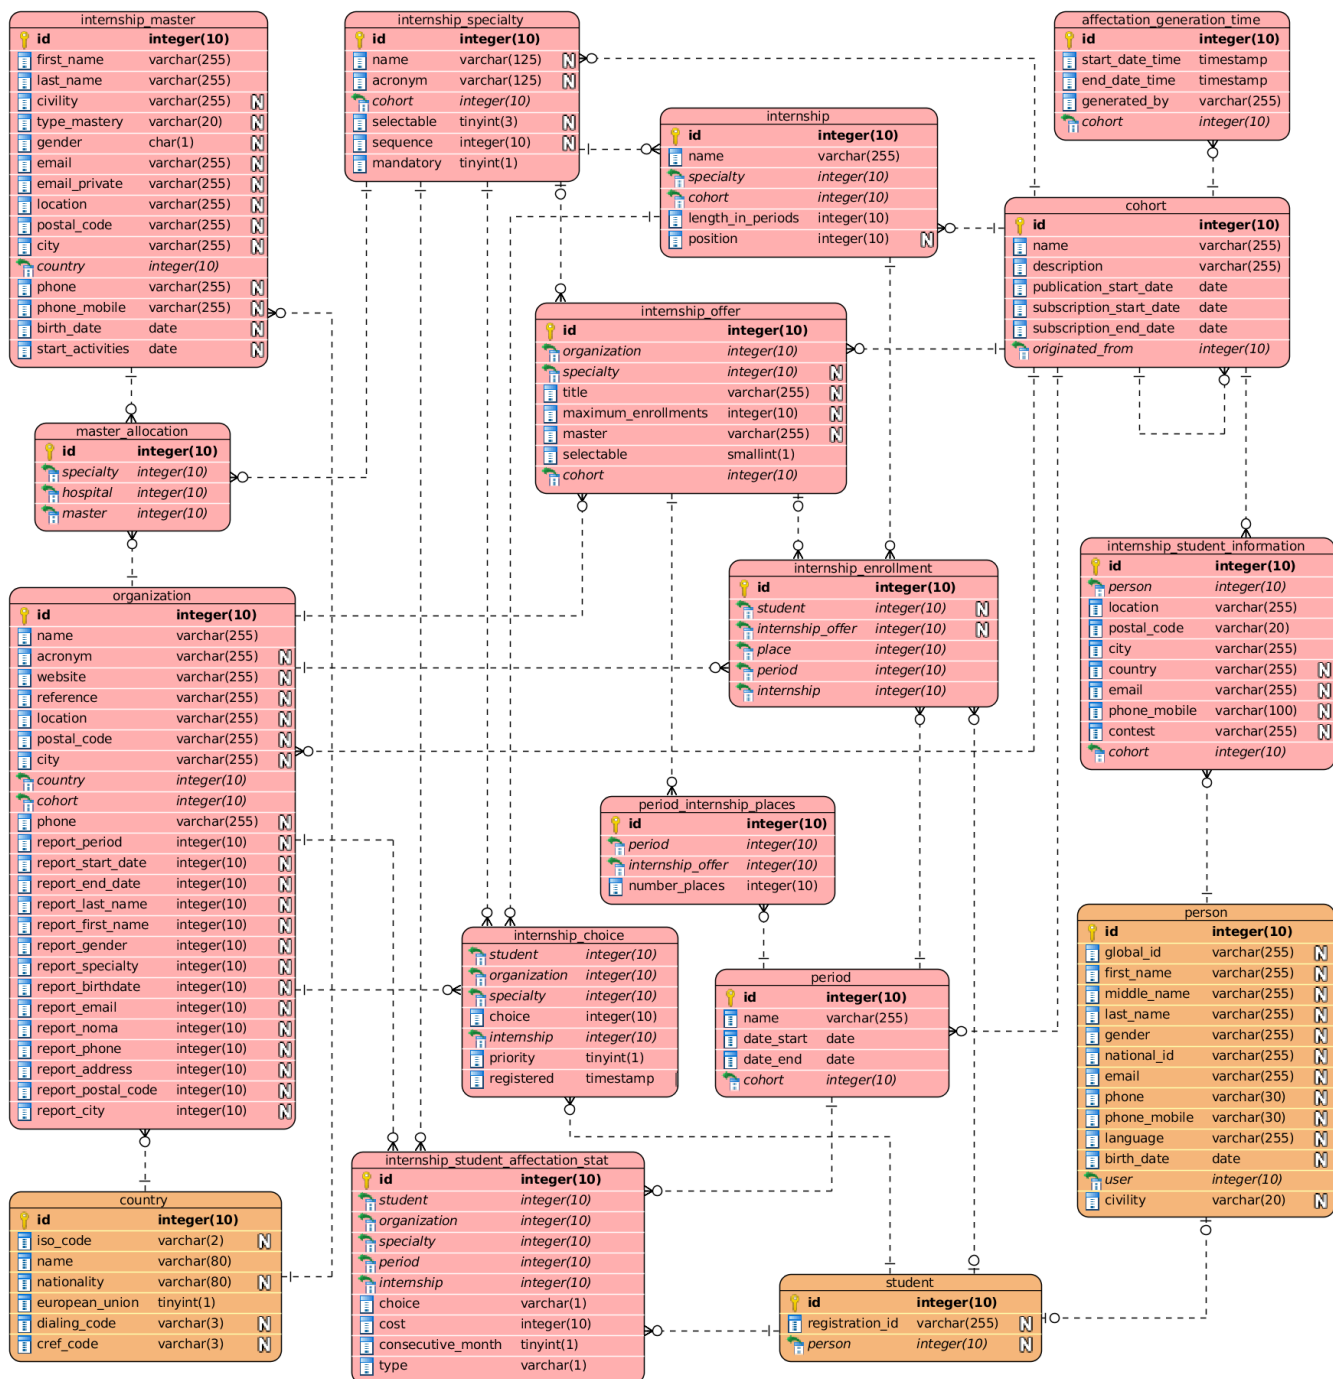 internship_master
id integer(10)
first_name varchar(255)
last_name varchar(255)
civility varchar(255) N
type_mastery varchar(20) N
gender char(1) N
email varchar(255) N
email_private varchar(255) N
location varchar(255) N
postal_code varchar(255) N
city varchar(255) N
country integer(10)
phone varchar(255) N
phone_mobile varchar(255) N
birth_date date N
start_activities date N
internship_specialty
id integer(10)
name varchar(125) N
acronym varchar(125) N
cohort integer(10)
selectable tinyint(3) N
sequence integer(10) N
mandatory tinyint(1)
affectation_generation_time
id integer(10)
start_date_time timestamp
end_date_time timestamp
generated_by varchar(255)
cohort integer(10)
internship
id integer(10)
name varchar(255)
specialty integer(10)
cohort integer(10)
length_in_periods integer(10)
position integer(10) N
cohort
id integer(10)
name varchar(255)
description varchar(255)
publication_start_date date
subscription_start_date date
subscription_end_date date
originated_from integer(10)
internship_offer
id integer(10)
organization integer(10)
specialty integer(10) N
title varchar(255) N
maximum_enrollments integer(10) N
master varchar(255) N
selectable smallint(1)
cohort integer(10)
master_allocation
id integer(10)
specialty integer(10)
hospital integer(10)
master integer(10)
internship_student_information
id integer(10)
person integer(10)
location varchar(255)
postal_code varchar(20)
city varchar(255)
country varchar(255) N
email varchar(255) N
phone_mobile varchar(100) N
contest varchar(255) N
cohort integer(10)
internship_enrollment
id integer(10)
student integer(10) N
internship_offer integer(10) N
place integer(10)
period integer(10)
internship integer(10)
organization
id integer(10)
name varchar(255)
acronym varchar(255) N
website varchar(255) N
reference varchar(255) N
location varchar(255) N
postal_code varchar(255) N
city varchar(255) N
country integer(10)
cohort integer(10)
phone varchar(255) N
report_period integer(10) N
report_start_date integer(10) N
report_end_date integer(10) N
report_last_name integer(10) N
report_first_name integer(10) N
report_gender integer(10) N
report_specialty integer(10) N
report_birthdate integer(10) N
report_email integer(10) N
report_noma integer(10) N
report_phone integer(10) N
report_address integer(10) N
report_postal_code integer(10) N
report_city integer(10) N
period_internship_places
id integer(10)
period integer(10)
internship_offer integer(10)
number_places integer(10)
person
id integer(10)
global_id varchar(255) N
first_name varchar(255) N
middle_name varchar(255) N
last_name varchar(255) N
gender varchar(255) N
national_id varchar(255) N
email varchar(255) N
phone varchar(30) N
phone_mobile varchar(30) N
language varchar(255) N
birth_date date N
user integer(10)
civility varchar(20) N
internship_choice
student integer(10)
organization integer(10)
specialty integer(10)
choice integer(10)
internship integer(10)
priority tinyint(1)
registered timestamp
period
id integer(10)
name varchar(255)
date_start date
date_end date
cohort integer(10)
internship_student_affectation_stat
id integer(10)
student integer(10)
organization integer(10)
specialty integer(10)
period integer(10)
internship integer(10)
choice varchar(1)
cost integer(10)
consecutive_month tinyint(1)
type varchar(1)
country
id integer(10)
iso_code varchar(2) N
name varchar(80)
nationality varchar(80) N
european_union tinyint(1)
dialing_code varchar(3) N
cref_code varchar(3) N
student
id integer(10)
registration_id varchar(255) N
person integer(10) N